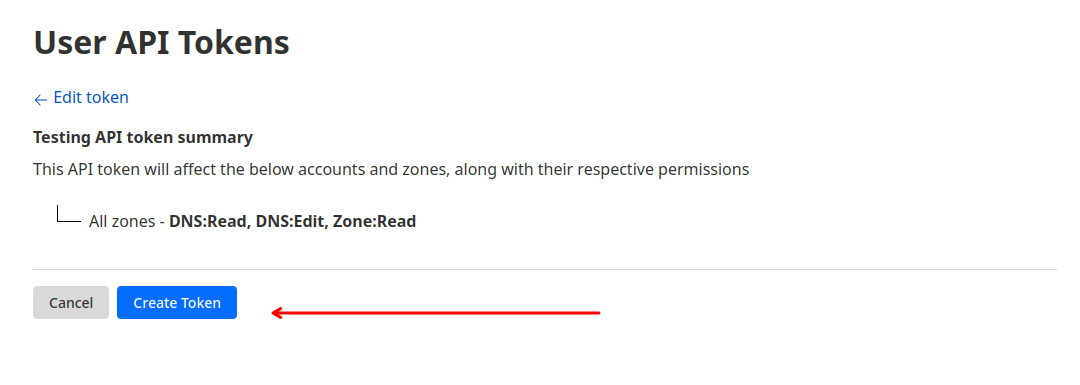 User API Tokens
← Edit token
Testing API token summary
This API token will affect the below accounts and zones, along with their respective permissions
All zones - DNS:Read, DNS:Edit, Zone:Read
Cancel Create Token